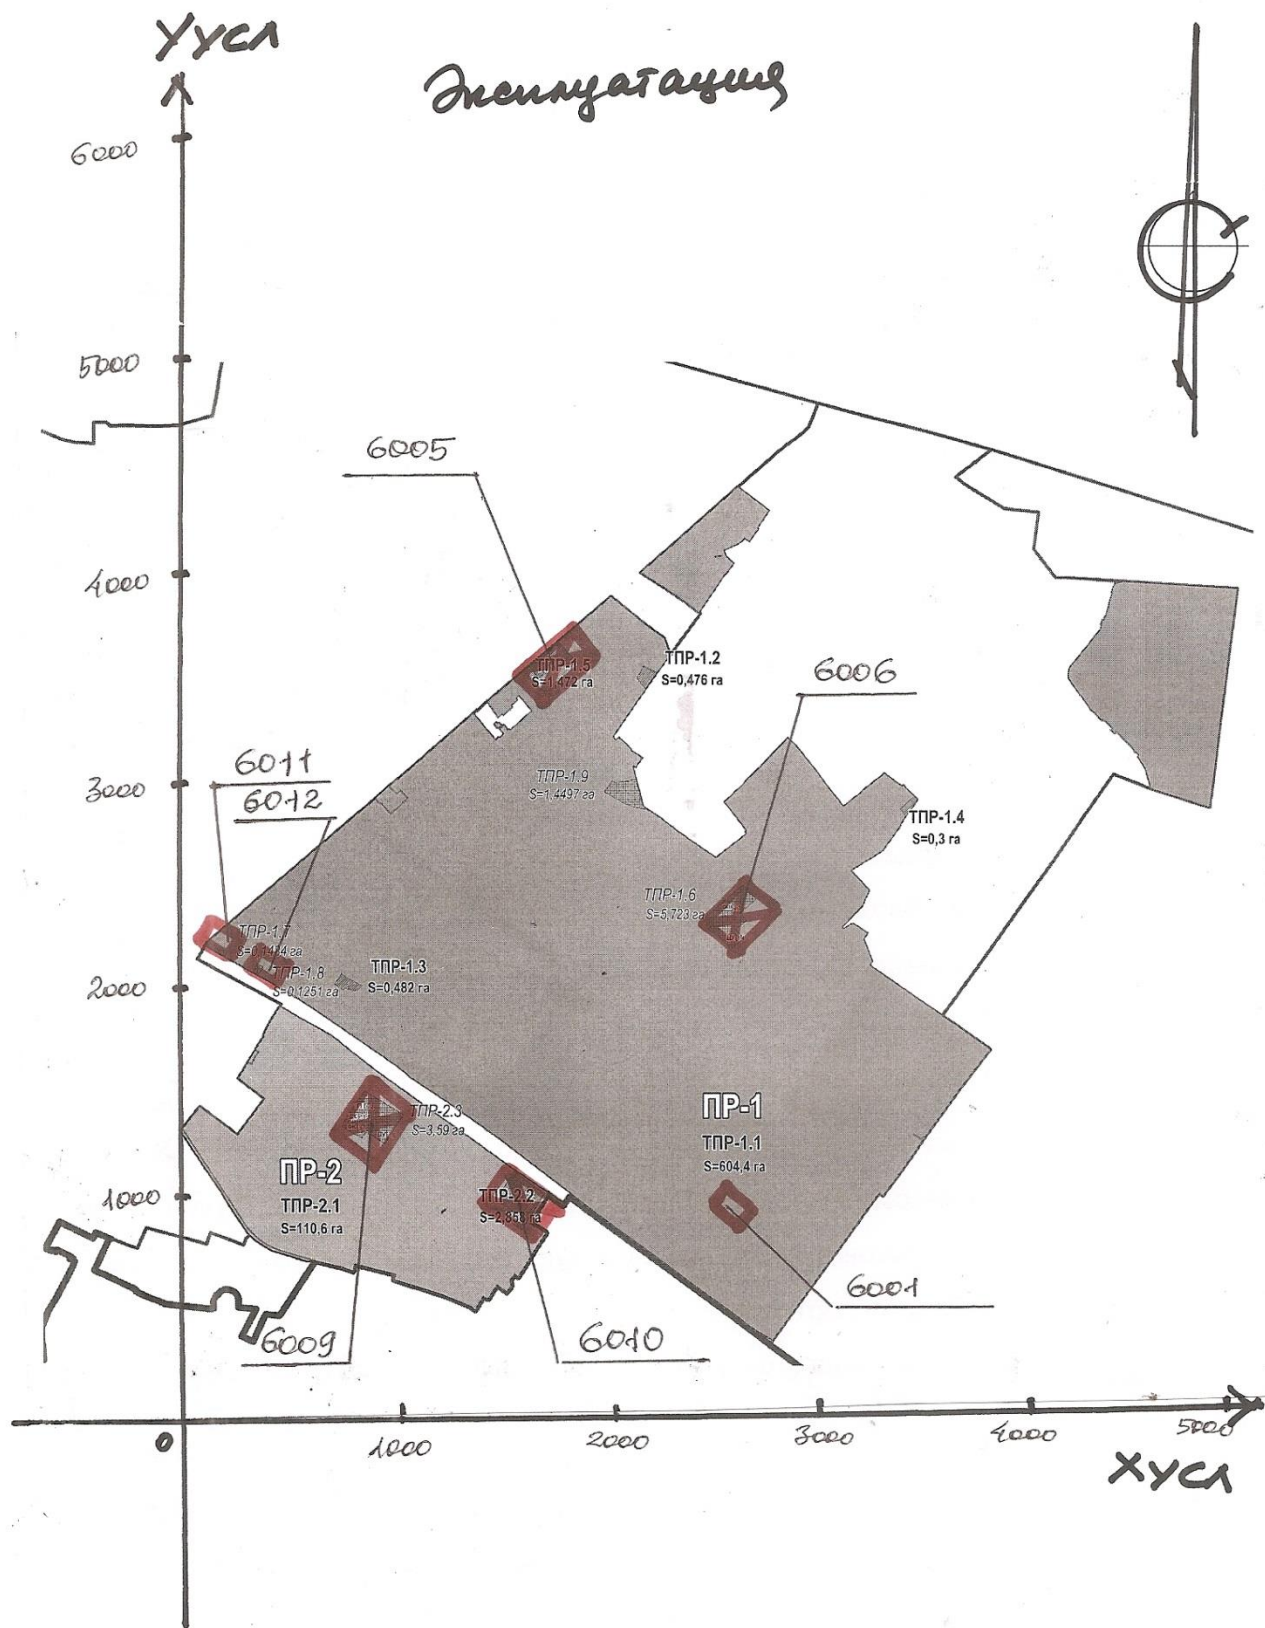 Yусл
Эксплуатация
6000
5000
6005
4000
ТПР-1.5
S=1,472 га
ТПР-1.2
S=0,476 га
6006
6011
3000
6012
ТПР-1.9
S=1,4497 га
ТПР-1.4
S=0,3 га
ТПР-1.6
S=5,723 га
ТПР-1.7
ТПР-1.8
S=0,1251 га
ТПР-1.3
S=0,482 га
2000
ПР-1
ТПР-1.1
S=604,4 га
ТПР-2.3
S=3,59 га
ПР-2
ТПР-2.1
S=110,6 га
ТПР-2.2
S=2,858 га
1000
6001
6009
6010
0
1000
2000
3000
4000
5000
Xусл